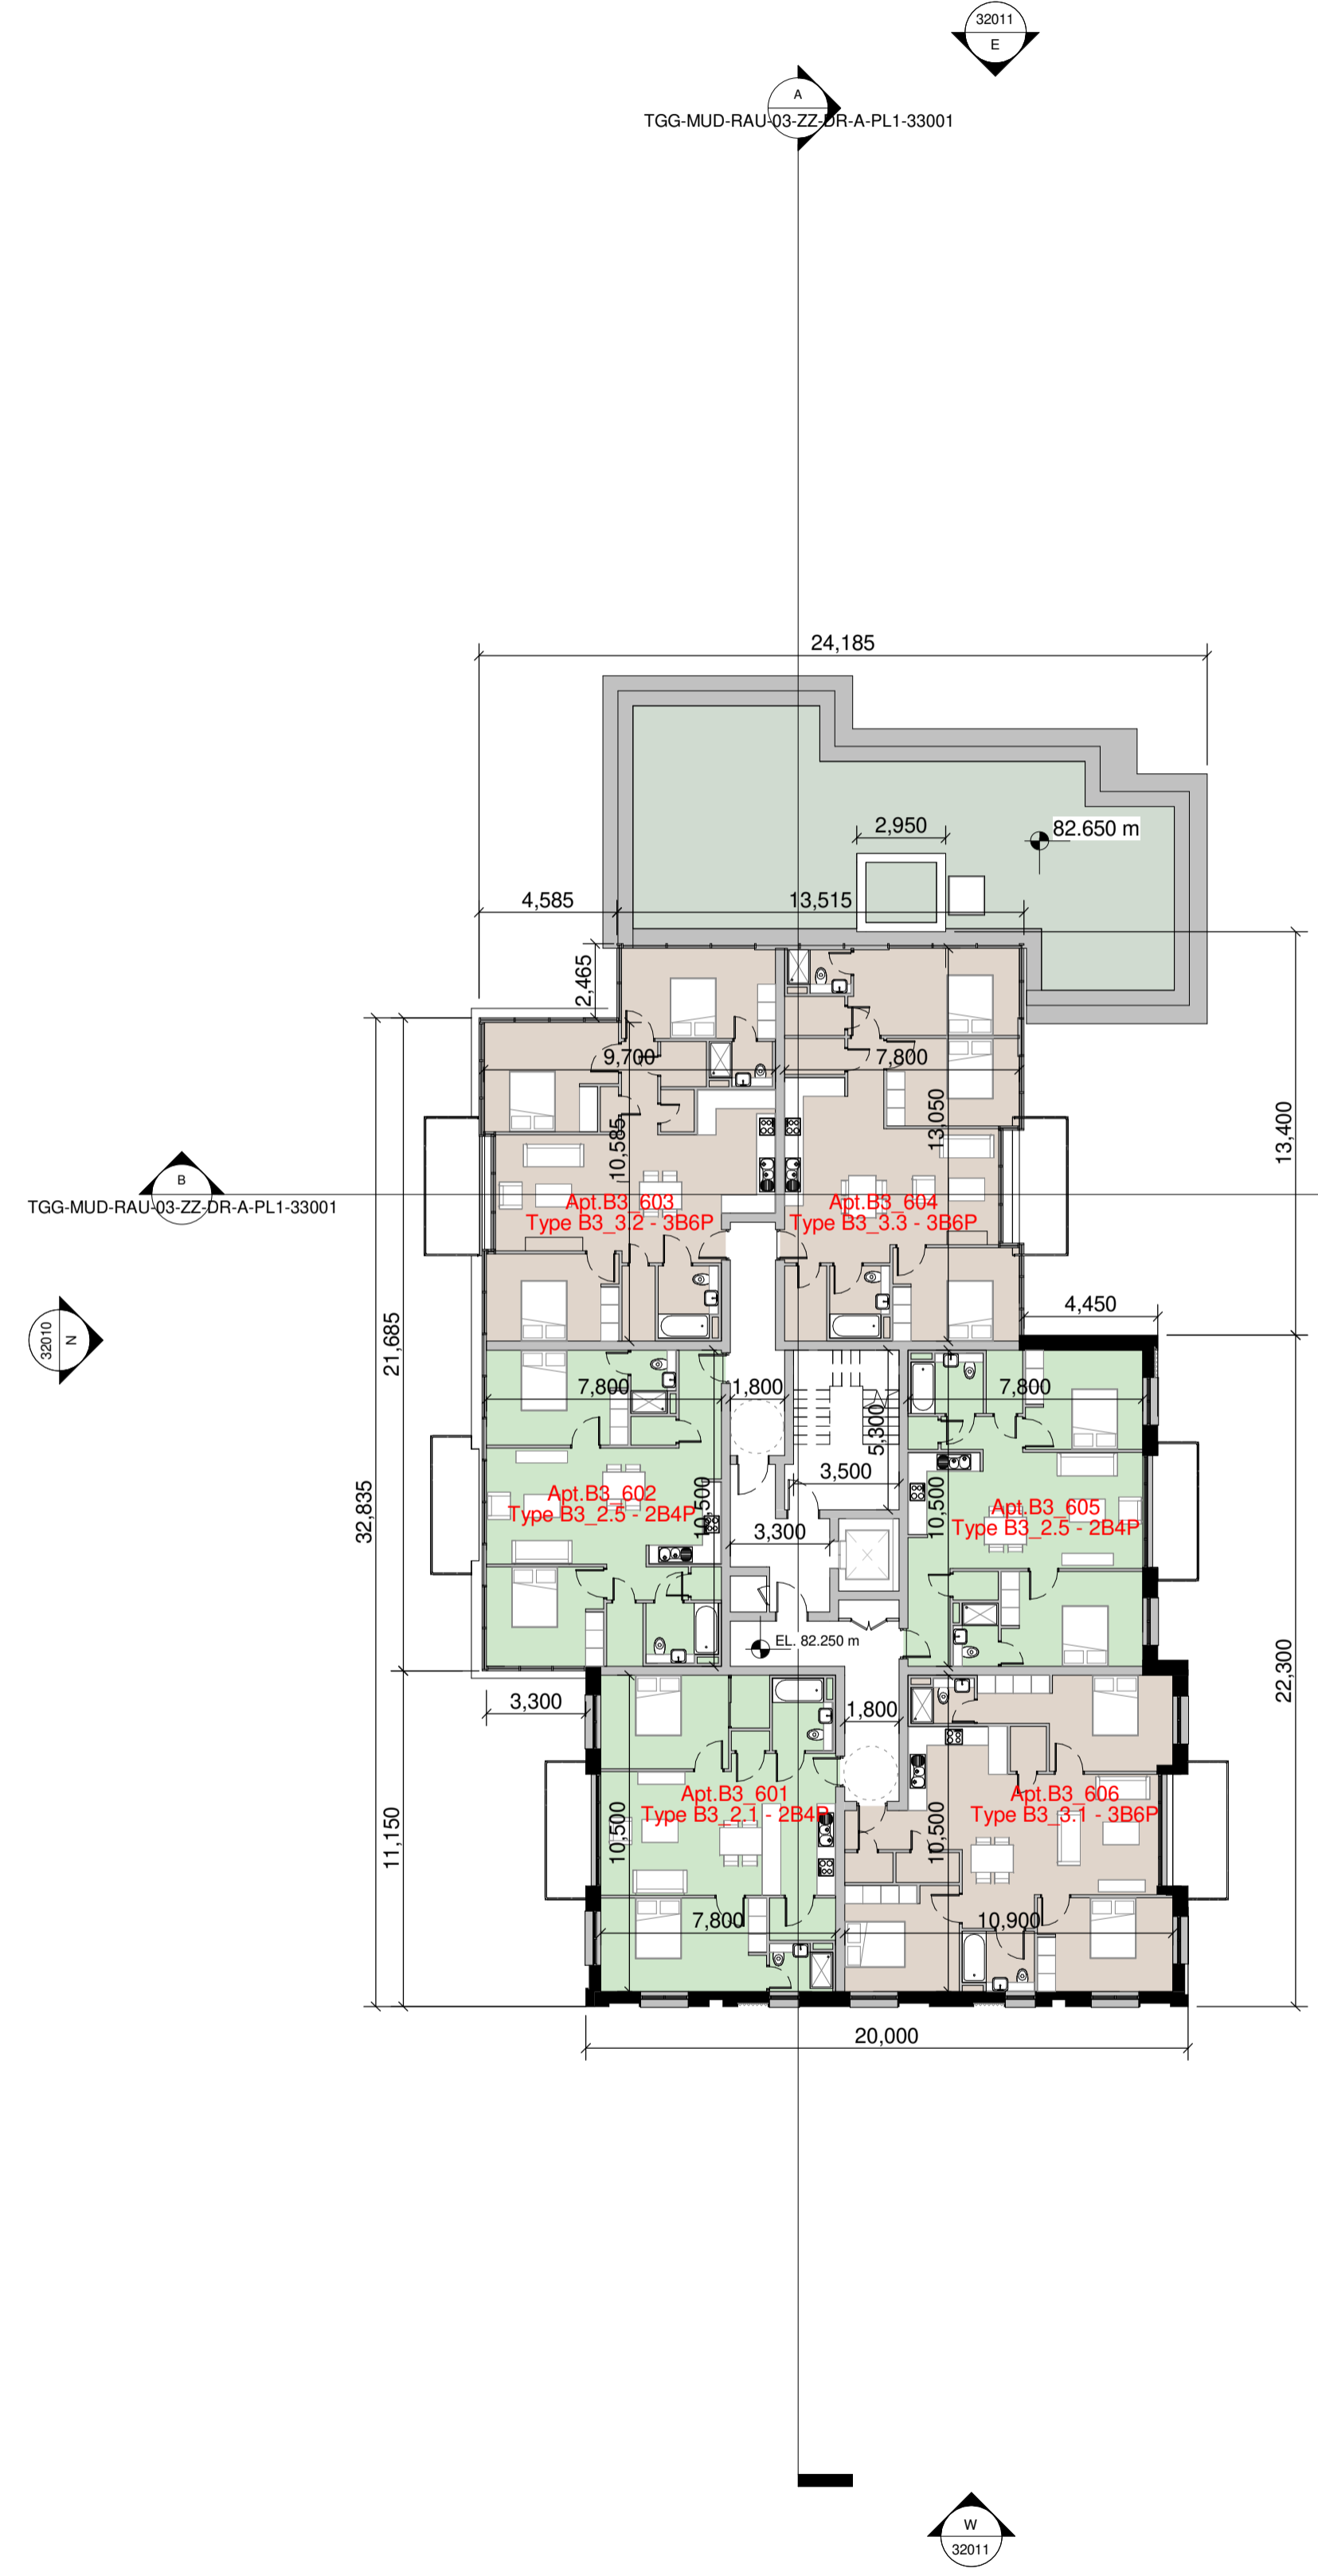 32011
E
A
TGG-MUD-RAU-03-ZZ-DR-A-PL1-33001
24,185
2,950
82.650 m
4,585
13,515
2,465
9,700
7,800
10,585
13,050
13,400
B
TGG-MUD-RAU-03-ZZ-DR-A-PL1-33001
Apt.B3_603
Type B3_3.2 - 3B6P
Apt.B3_604
Type B3_3.3 - 3B6P
32010
N
4,450
21,685
7,800
1,800
7,800
5,300
3,500
32,835
Apt.B3_602
Type B3_2.5 - 2B4P
10,500
10,500
Apt.B3_605
Type B3_2.5 - 2B4P
3,300
EL. 82.250 m
22,300
3,300
1,800
11,150
Apt.B3_601
Type B3_2.1 - 2B4P
10,500
10,500
Apt.B3_606
Type B3_3.1 - 3B6P
7,800
10,900
20,000
W
32011